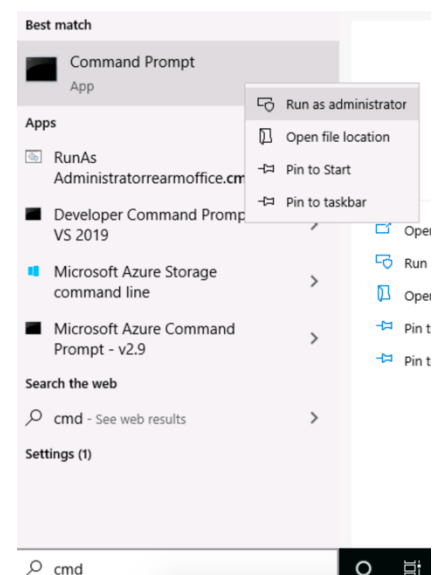 Best match
Command Prompt
App
Run as administrator
Open file location
Pin to Start
Pin to taskbar
Apps
RunAs
Administratorrearmoffice.cm
Developer Command Promp
VS 2019
Microsoft Azure Storage
command line
Microsoft Azure Command
Prompt - v2.9
Search the web
cmd - See web results
Settings (1)
Oper
Run
Oper
Pin t
Pin t
cmd